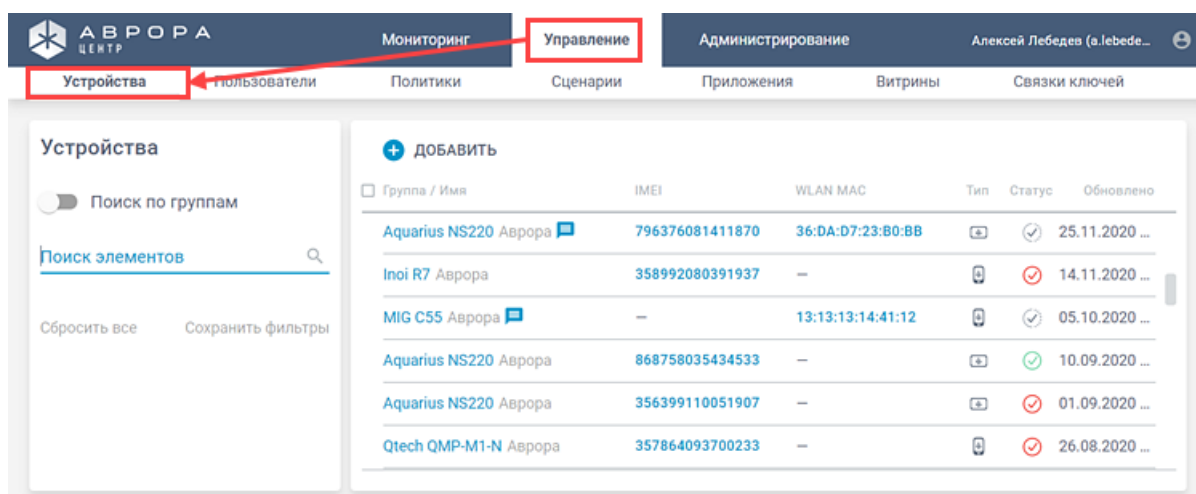 АВРОРА
ЦЕНТР
Мониторинг Управление Администрирование Алексей Лебедев (a.lebede...
Устройства Пользователи Политики Сценарии Приложения Витрины Связки ключей
Устройства
Поиск по группам
Поиск элементов
Сбросить все Сохранить фильтры
ДОБАВИТЬ
Группа / Имя IMEI WLAN MAC Тип Статус Обновлено
Aquarius NS220 Аврора 796376081411870 36:DA:D7:23:B0:BB 25.11.2020 ...
Inoi R7 Аврора 358992080391937 — 14.11.2020 ...
MIG C55 Аврора — 13:13:13:14:41:12 05.10.2020 ...
Aquarius NS220 Аврора 868758035434533 — 10.09.2020 ...
Aquarius NS220 Аврора 356399110051907 — 01.09.2020 ...
Qtech QMP-M1-N Аврора 357864093700233 — 26.08.2020 ...